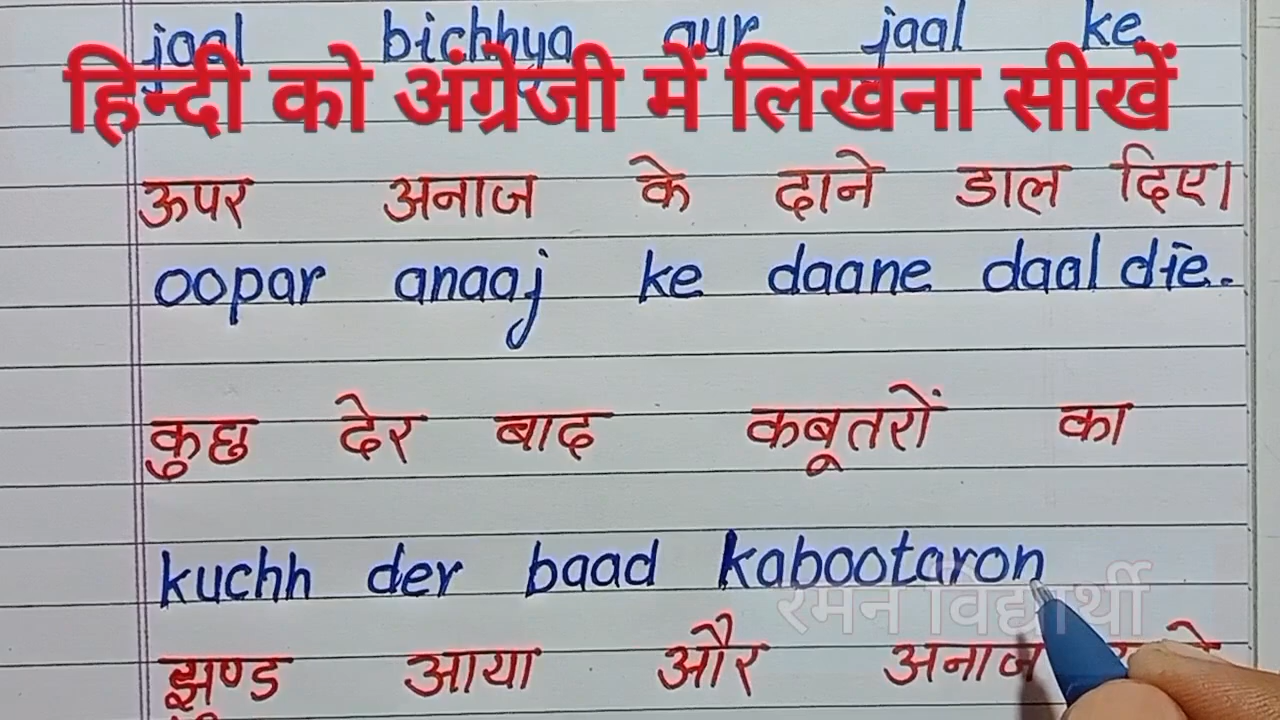 jaal bichhya aur jaal ke
हिन्दी को अंग्रेजी में लिखना सीखें
ऊपर अनाज के दाने डाल दिए।
oopar anaaj ke daane daal die.
कुछ देर बाद कबूतरों का
kuchh der baad kabootaron
रमन विद्यार्थी
झुण्ड आया और अनाज